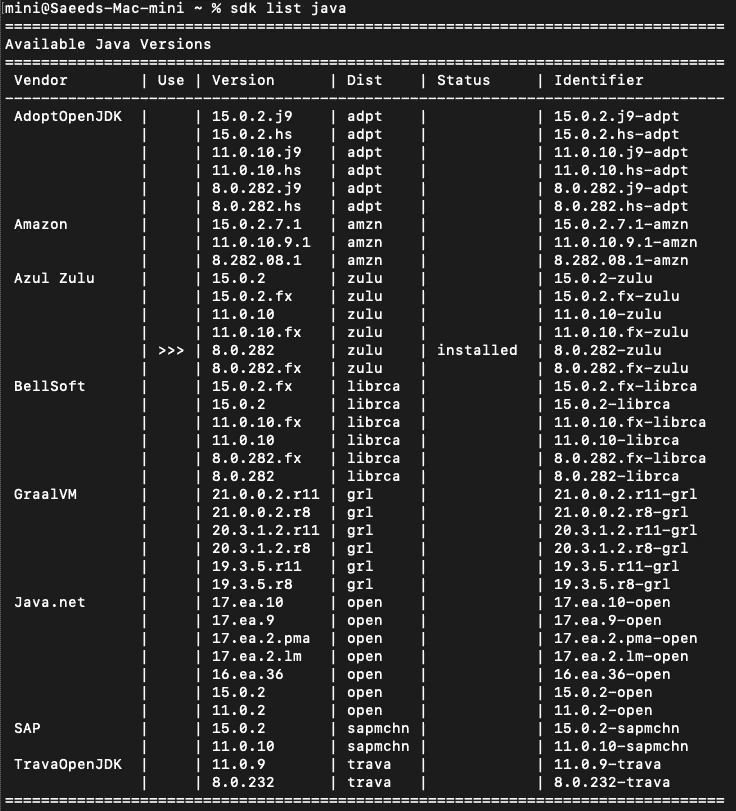 mini@Saeeds-Mac-mini ~ % sdk list java
================================================================================
Available Java Versions
================================================================================
 Vendor        | Use | Version      | Dist    | Status     | Identifier
--------------------------------------------------------------------------------
 AdoptOpenJDK  |     | 15.0.2.j9    | adpt    |            | 15.0.2.j9-adpt
               |     | 15.0.2.hs    | adpt    |            | 15.0.2.hs-adpt
               |     | 11.0.10.j9   | adpt    |            | 11.0.10.j9-adpt
               |     | 11.0.10.hs   | adpt    |            | 11.0.10.hs-adpt
               |     | 8.0.282.j9   | adpt    |            | 8.0.282.j9-adpt
               |     | 8.0.282.hs   | adpt    |            | 8.0.282.hs-adpt
 Amazon        |     | 15.0.2.7.1   | amzn    |            | 15.0.2.7.1-amzn
               |     | 11.0.10.9.1  | amzn    |            | 11.0.10.9.1-amzn
               |     | 8.282.08.1   | amzn    |            | 8.282.08.1-amzn
 Azul Zulu     |     | 15.0.2       | zulu    |            | 15.0.2-zulu
               |     | 15.0.2.fx    | zulu    |            | 15.0.2.fx-zulu
               |     | 11.0.10      | zulu    |            | 11.0.10-zulu
               |     | 11.0.10.fx   | zulu    |            | 11.0.10.fx-zulu
               | >>> | 8.0.282      | zulu    | installed  | 8.0.282-zulu
               |     | 8.0.282.fx   | zulu    |            | 8.0.282.fx-zulu
 BellSoft      |     | 15.0.2.fx    | librca  |            | 15.0.2.fx-librca
               |     | 15.0.2       | librca  |            | 15.0.2-librca
               |     | 11.0.10.fx   | librca  |            | 11.0.10.fx-librca
               |     | 11.0.10      | librca  |            | 11.0.10-librca
               |     | 8.0.282.fx   | librca  |            | 8.0.282.fx-librca
               |     | 8.0.282      | librca  |            | 8.0.282-librca
 GraalVM       |     | 21.0.0.2.r11 | grl     |            | 21.0.0.2.r11-grl
               |     | 21.0.0.2.r8  | grl     |            | 21.0.0.2.r8-grl
               |     | 20.3.1.2.r11 | grl     |            | 20.3.1.2.r11-grl
               |     | 20.3.1.2.r8  | grl     |            | 20.3.1.2.r8-grl
               |     | 19.3.5.r11   | grl     |            | 19.3.5.r11-grl
               |     | 19.3.5.r8    | grl     |            | 19.3.5.r8-grl
 Java.net      |     | 17.ea.10     | open    |            | 17.ea.10-open
               |     | 17.ea.9      | open    |            | 17.ea.9-open
               |     | 17.ea.2.pma  | open    |            | 17.ea.2.pma-open
               |     | 17.ea.2.lm   | open    |            | 17.ea.2.lm-open
               |     | 16.ea.36     | open    |            | 16.ea.36-open
               |     | 15.0.2       | open    |            | 15.0.2-open
               |     | 11.0.2       | open    |            | 11.0.2-open
 SAP           |     | 15.0.2       | sapmchn |            | 15.0.2-sapmchn
               |     | 11.0.10      | sapmchn |            | 11.0.10-sapmchn
 TravaOpenJDK  |     | 11.0.9       | trava   |            | 11.0.9-trava
               |     | 8.0.232      | trava   |            | 8.0.232-trava
================================================================================